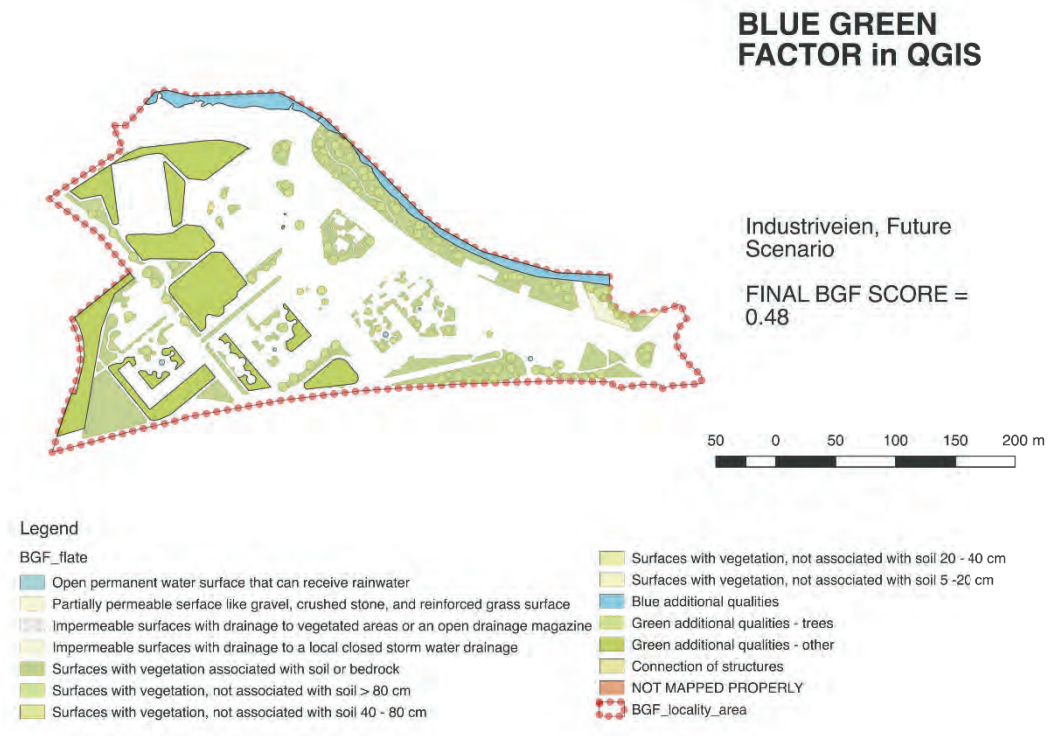 BLUE GREEN
FACTOR in QGIS
Industriveien, Future
Scenario
FINAL BGF SCORE =
0.48
50 0 50 100 150 200 m
Legend
BGF_flate
Open permanent water surface that can receive rainwater
Partially permeable serface like gravel, crushed stone, and reinforced grass surface
Impermeable surfaces with drainage to vegetated areas or an open drainage magazine
Impermeable surfaces with drainage to a local closed storm water drainage
Surfaces with vegetation associated with soil or bedrock
Surfaces with vegetation, not associated with soil > 80 cm
Surfaces with vegetation, not associated with soil 40 - 80 cm
Surfaces with vegetation, not associated with soil 20 - 40 cm
Surfaces with vegetation, not associated with soil 5 -20 cm
Blue additional qualities
Green additional qualities - trees
Green additional qualities - other
Connection of structures
NOT MAPPED PROPERLY
BGF_locality_area